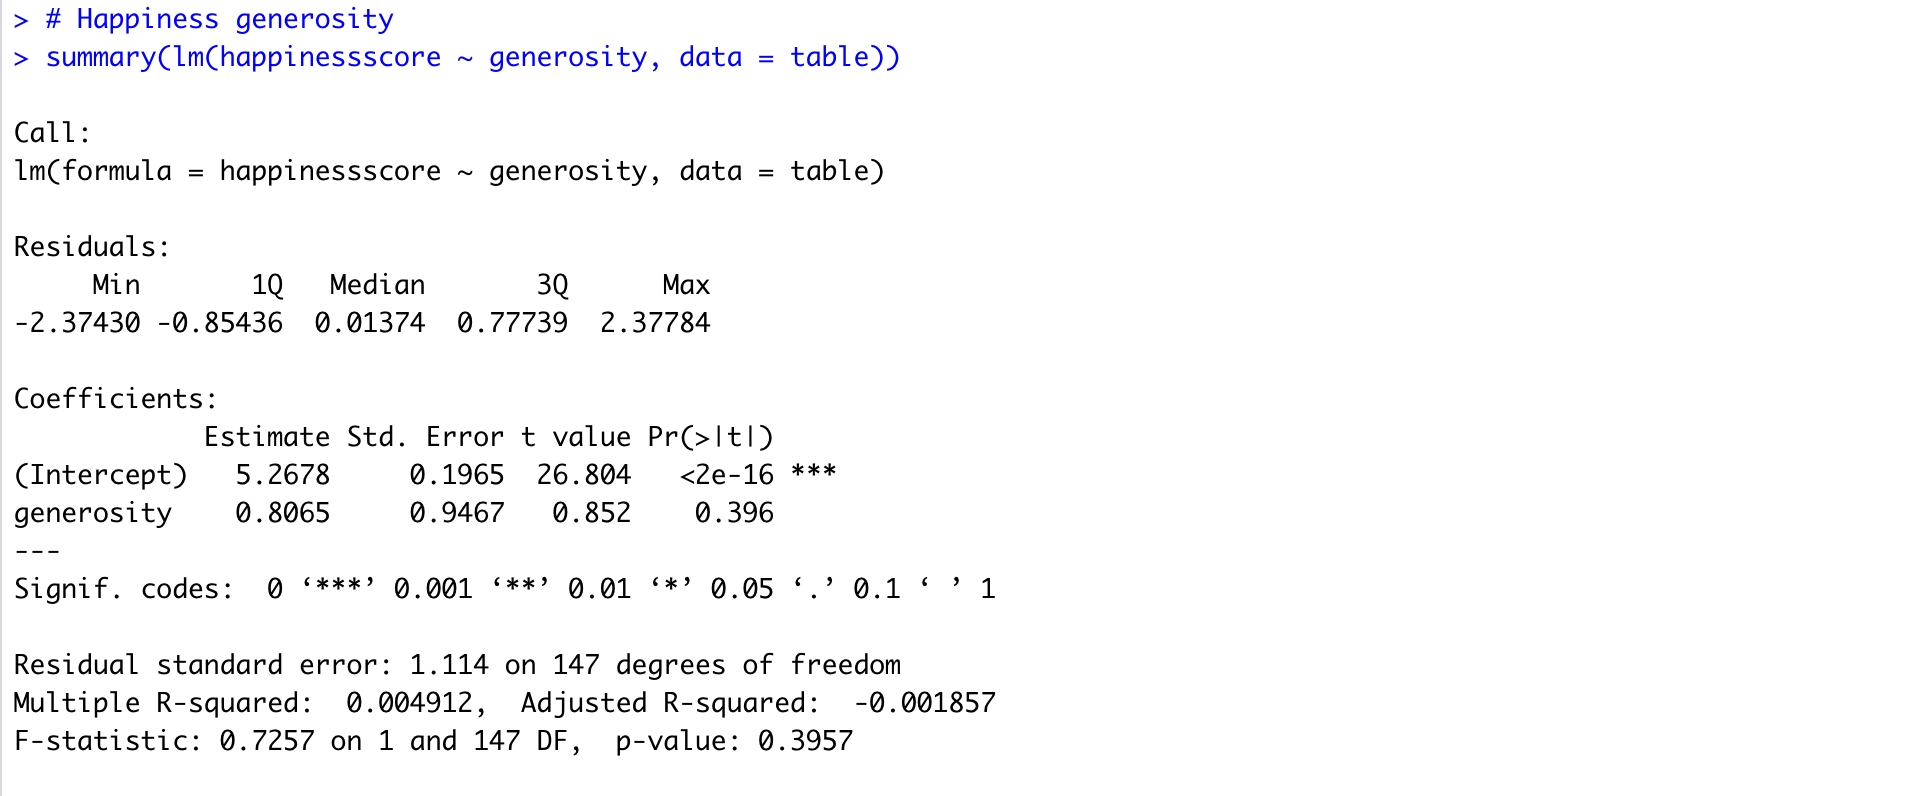 > # Happiness generosity
> summary(lm(happinessscore ~ generosity, data = table))
Call:
lm(formula = happinessscore ~ generosity, data = table)
Residuals:
     Min       1Q   Median       3Q      Max
-2.37430 -0.85436  0.01374  0.77739  2.37784
Coefficients:
            Estimate Std. Error t value Pr(>|t|)
(Intercept)   5.2678     0.1965  26.804   <2e-16 ***
generosity    0.8065     0.9467   0.852    0.396
---
Signif. codes:  0 ‘***’ 0.001 ‘**’ 0.01 ‘*’ 0.05 ‘.’ 0.1 ‘ ’ 1
Residual standard error: 1.114 on 147 degrees of freedom
Multiple R-squared:  0.004912,  Adjusted R-squared:  -0.001857
F-statistic: 0.7257 on 1 and 147 DF,  p-value: 0.3957